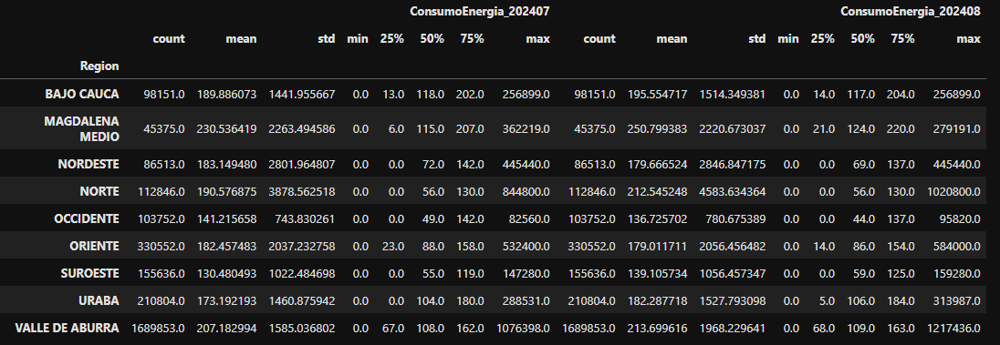 ConsumoEnergia_202407 ConsumoEnergia_202408
count mean std min 25% 50% 75% max count mean std min 25% 50% 75% max
Region
BAJO CAUCA 98151.0 189.886073 1441.955667 0.0 13.0 118.0 202.0 256899.0 98151.0 195.554717 1514.349381 0.0 14.0 117.0 204.0 256899.0
MAGDALENA
MEDIO 45375.0 230.536419 2263.494586 0.0 6.0 115.0 207.0 362219.0 45375.0 250.799383 2220.673037 0.0 21.0 124.0 220.0 279191.0
NORDESTE 86513.0 183.149480 2801.964807 0.0 0.0 72.0 142.0 445440.0 86513.0 179.666524 2846.847175 0.0 0.0 69.0 137.0 445440.0
NORTE 112846.0 190.576875 3878.562518 0.0 0.0 56.0 130.0 844800.0 112846.0 212.545248 4583.634364 0.0 0.0 56.0 130.0 1020800.0
OCCIDENTE 103752.0 141.215658 743.830261 0.0 0.0 49.0 142.0 82560.0 103752.0 136.725702 780.675389 0.0 0.0 44.0 137.0 95820.0
ORIENTE 330552.0 182.457483 2037.232758 0.0 23.0 88.0 158.0 532400.0 330552.0 179.011711 2056.456482 0.0 14.0 86.0 154.0 584000.0
SUROESTE 155636.0 130.480493 1022.484698 0.0 0.0 55.0 119.0 147280.0 155636.0 139.105734 1056.457347 0.0 0.0 59.0 125.0 159280.0
URABA 210804.0 173.192193 1460.875942 0.0 0.0 104.0 180.0 288531.0 210804.0 182.287718 1527.793098 0.0 5.0 106.0 184.0 313987.0
VALLE DE ABURRA 1689853.0 207.182994 1585.036802 0.0 67.0 108.0 162.0 1076398.0 1689853.0 213.699616 1968.229641 0.0 68.0 109.0 163.0 1217436.0